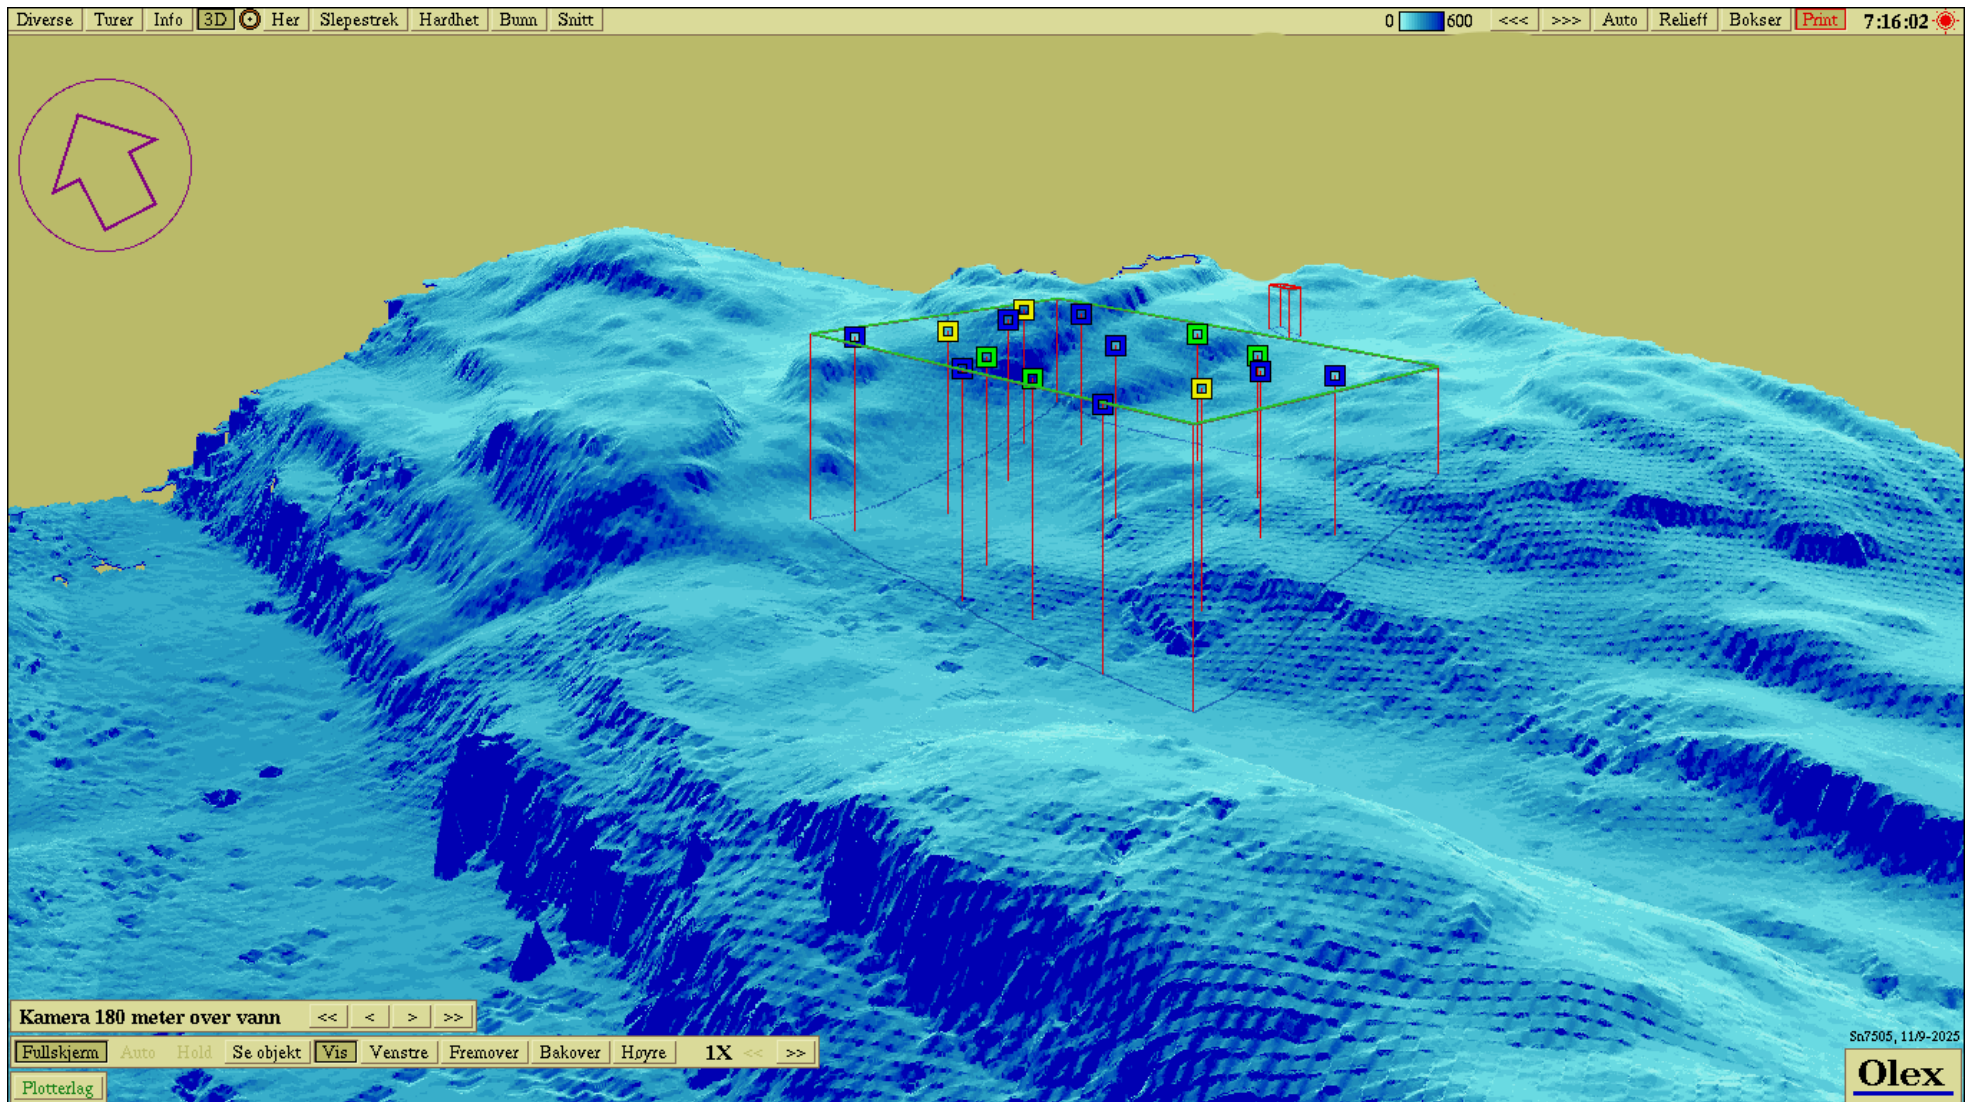 Diverse Turer Info 3D Her Slepestrek Hardhet Bunn Snitt 0 600 <<< >>> Auto Relieff Bokser Print 7:16:02
Kamera 180 meter over vann << < > >>
Fullskjerm Auto Hold Se objekt Vis Venstre Fremover Bakover Høyre 1X << >>
Plotterlag
Sn7505, 11/9-2025
Olex